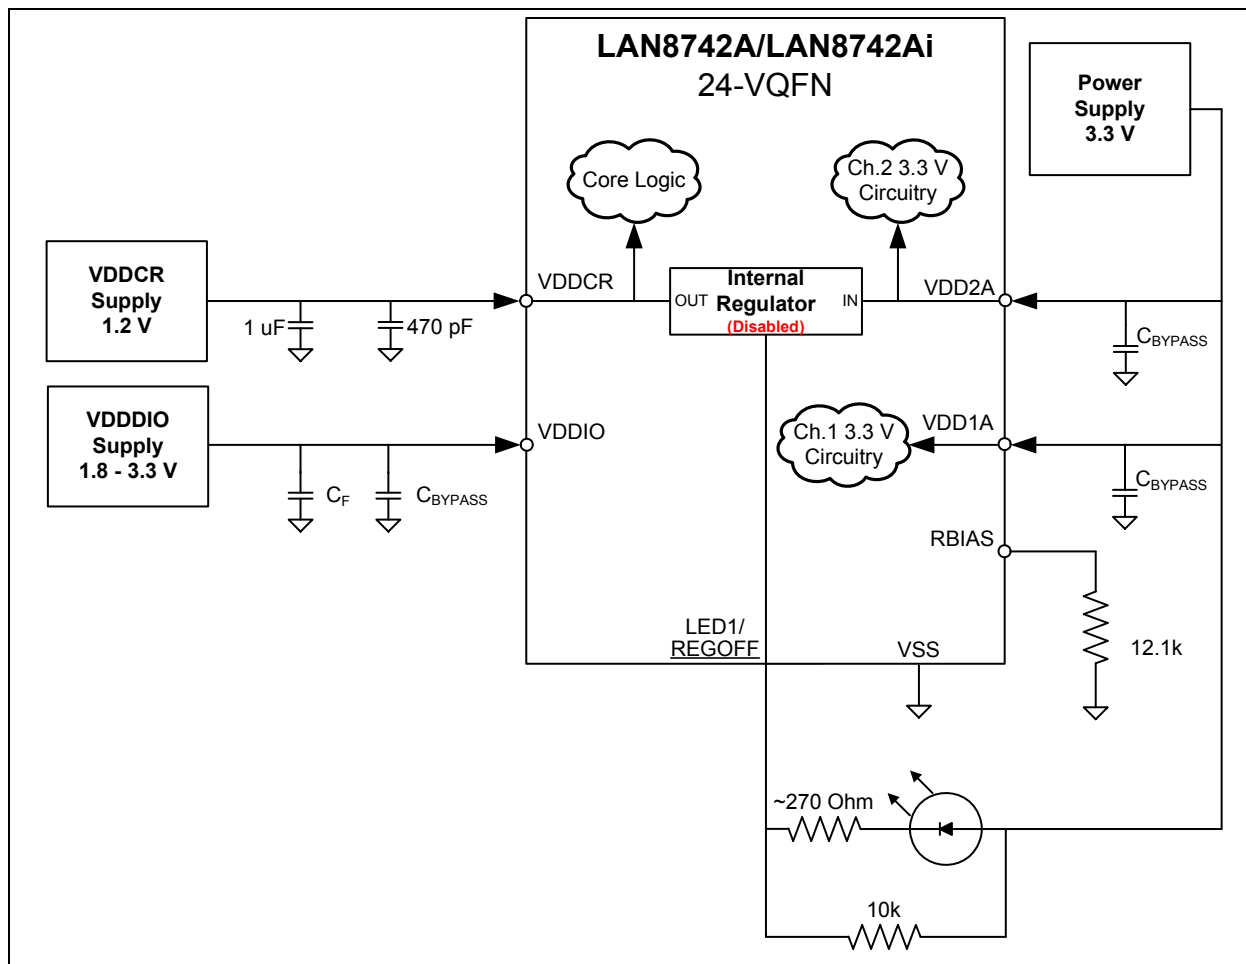 LAN8742A/LAN8742Ai
24-VQFN
Power
Supply
3.3 V
Core Logic
Ch.2 3.3 V
Circuitry
VDDCR
Supply
1.2 V
1 uF
470 pF
VDDCR
OUT
Internal
Regulator
(Disabled)
IN
VDD2A
CBYPASS
VDDDIO
Supply
1.8 - 3.3 V
CF
CBYPASS
VDDIO
Ch.1 3.3 V
Circuitry
VDD1A
CBYPASS
RBIAS
12.1k
LED1/
REGOFF
VSS
~270 Ohm
10k